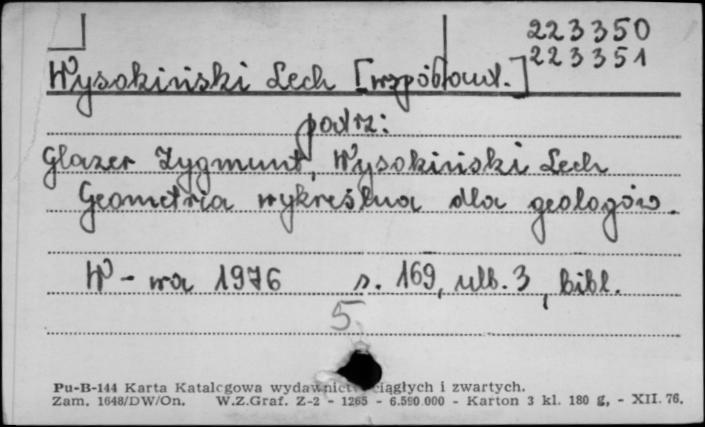 223350
223351
Wysokiński Lech [współaut.]
patrz:
Glazer Zygmunt, Wysokiński Lech
Geometria wykreślna dla geologów.
W-wa 1976 s. 169, ulb. 3, bibl.
5.
Pu-B-144 Karta Katalogowa wydawnictw ciągłych i zwartych.
Zam. 1648/DW/On. W.Z.Graf. Z-2 - 1265 - 6.590.000 - Karton 3 kl. 180 g, - XII. 76.